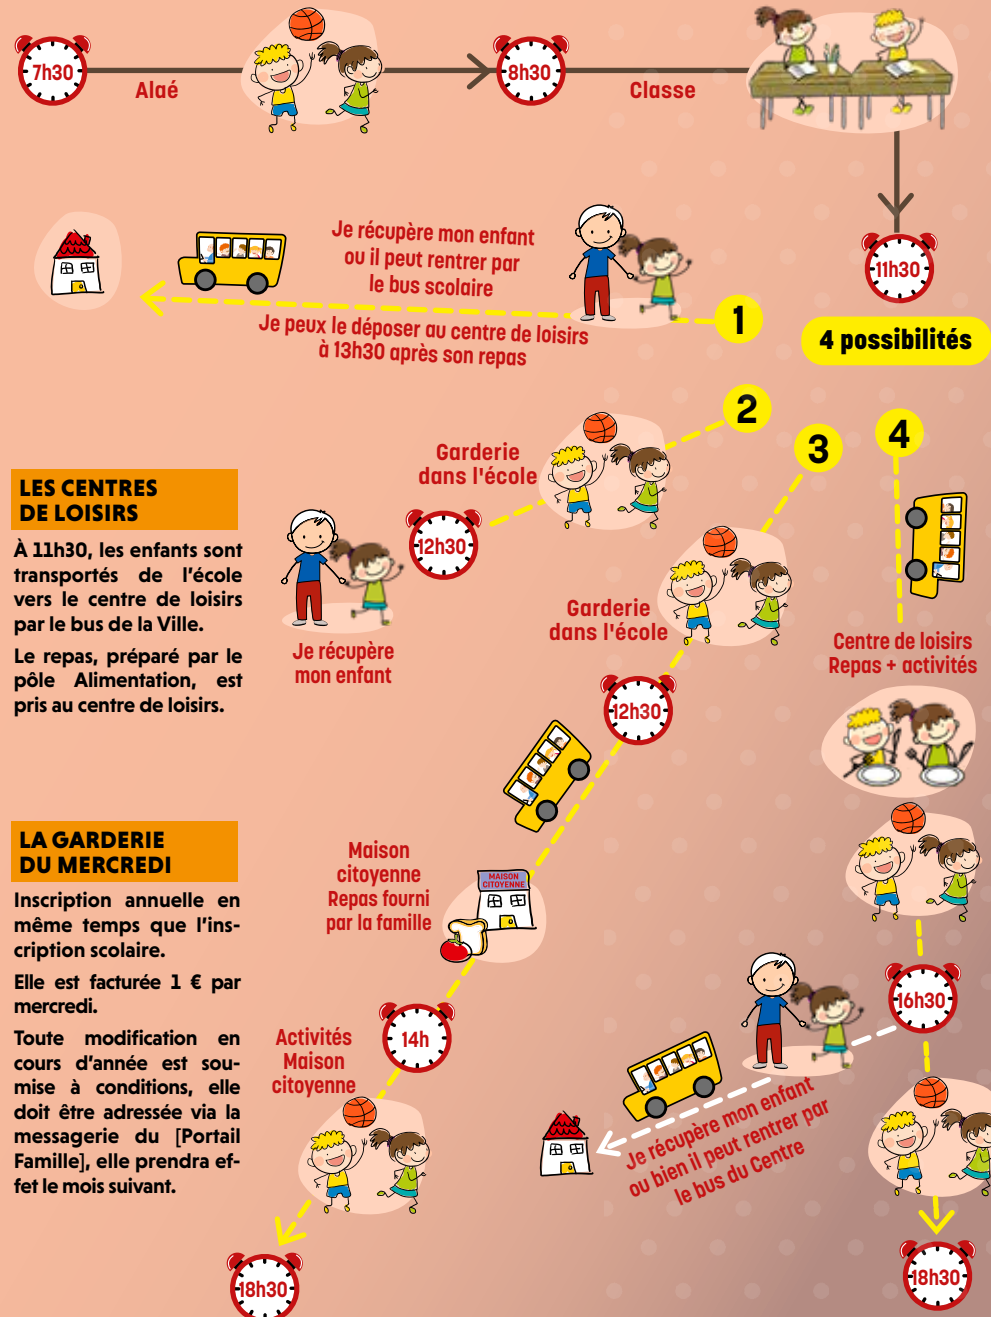 7h30
Alaé
8h30
Classe
11h30
4 possibilités
1
Je récupère mon enfant
ou il peut rentrer par
le bus scolaire
Je peux le déposer au centre de loisirs
à 13h30 après son repas
2
Garderie
dans l'école
12h30
Je récupère
mon enfant
3
Garderie
dans l'école
12h30
Maison
citoyenne
Repas fourni
par la famille
MAISON
CITOYENNE
14h
Activités
Maison
citoyenne
18h30
4
Centre de loisirs
Repas + activités
16h30
Je récupère mon enfant
ou bien il peut rentrer par
le bus du Centre
18h30
LES CENTRES
DE LOISIRS
À 11h30, les enfants sont
transportés de l'école
vers le centre de loisirs
par le bus de la Ville.
Le repas, préparé par le
pôle Alimentation, est
pris au centre de loisirs.
LA GARDERIE
DU MERCREDI
Inscription annuelle en
même temps que l'ins-
cription scolaire.
Elle est facturée 1 € par
mercredi.
Toute modification en
cours d'année est sou-
mise à conditions, elle
doit être adressée via la
messagerie du [Portail
Famille], elle prendra ef-
fet le mois suivant.